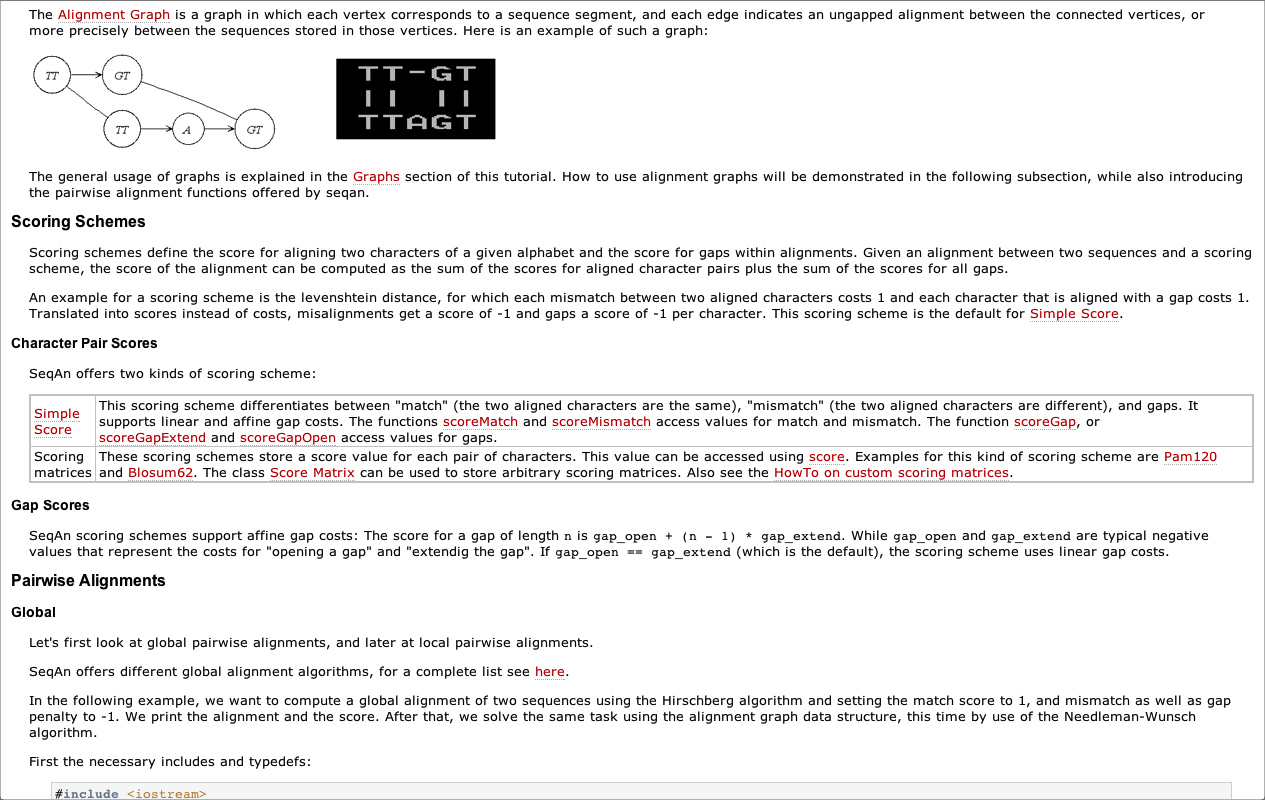 The Alignment Graph is a graph in which each vertex corresponds to a sequence segment, and each edge indicates an ungapped alignment between the connected vertices, or
more precisely between the sequences stored in those vertices. Here is an example of such a graph:
TT GT
TT A GT
TT-GT
|| ||
TTAGT
The general usage of graphs is explained in the Graphs section of this tutorial. How to use alignment graphs will be demonstrated in the following subsection, while also introducing
the pairwise alignment functions offered by seqan.
Scoring Schemes
Scoring schemes define the score for aligning two characters of a given alphabet and the score for gaps within alignments. Given an alignment between two sequences and a scoring
scheme, the score of the alignment can be computed as the sum of the scores for aligned character pairs plus the sum of the scores for all gaps.
An example for a scoring scheme is the levenshtein distance, for which each mismatch between two aligned characters costs 1 and each character that is aligned with a gap costs 1.
Translated into scores instead of costs, misalignments get a score of -1 and gaps a score of -1 per character. This scoring scheme is the default for Simple Score.
Character Pair Scores
SeqAn offers two kinds of scoring scheme:
Simple
Score
This scoring scheme differentiates between "match" (the two aligned characters are the same), "mismatch" (the two aligned characters are different), and gaps. It
supports linear and affine gap costs. The functions scoreMatch and scoreMismatch access values for match and mismatch. The function scoreGap, or
scoreGapExtend and scoreGapOpen access values for gaps.
Scoring
matrices
These scoring schemes store a score value for each pair of characters. This value can be accessed using score. Examples for this kind of scoring scheme are Pam120
and Blosum62. The class Score Matrix can be used to store arbitrary scoring matrices. Also see the HowTo on custom scoring matrices.
Gap Scores
SeqAn scoring schemes support affine gap costs: The score for a gap of length n is gap_open + (n - 1) * gap_extend. While gap_open and gap_extend are typical negative
values that represent the costs for "opening a gap" and "extendig the gap". If gap_open == gap_extend (which is the default), the scoring scheme uses linear gap costs.
Pairwise Alignments
Global
Let's first look at global pairwise alignments, and later at local pairwise alignments.
SeqAn offers different global alignment algorithms, for a complete list see here.
In the following example, we want to compute a global alignment of two sequences using the Hirschberg algorithm and setting the match score to 1, and mismatch as well as gap
penalty to -1. We print the alignment and the score. After that, we solve the same task using the alignment graph data structure, this time by use of the Needleman-Wunsch
algorithm.
First the necessary includes and typedefs:
#include <iostream>